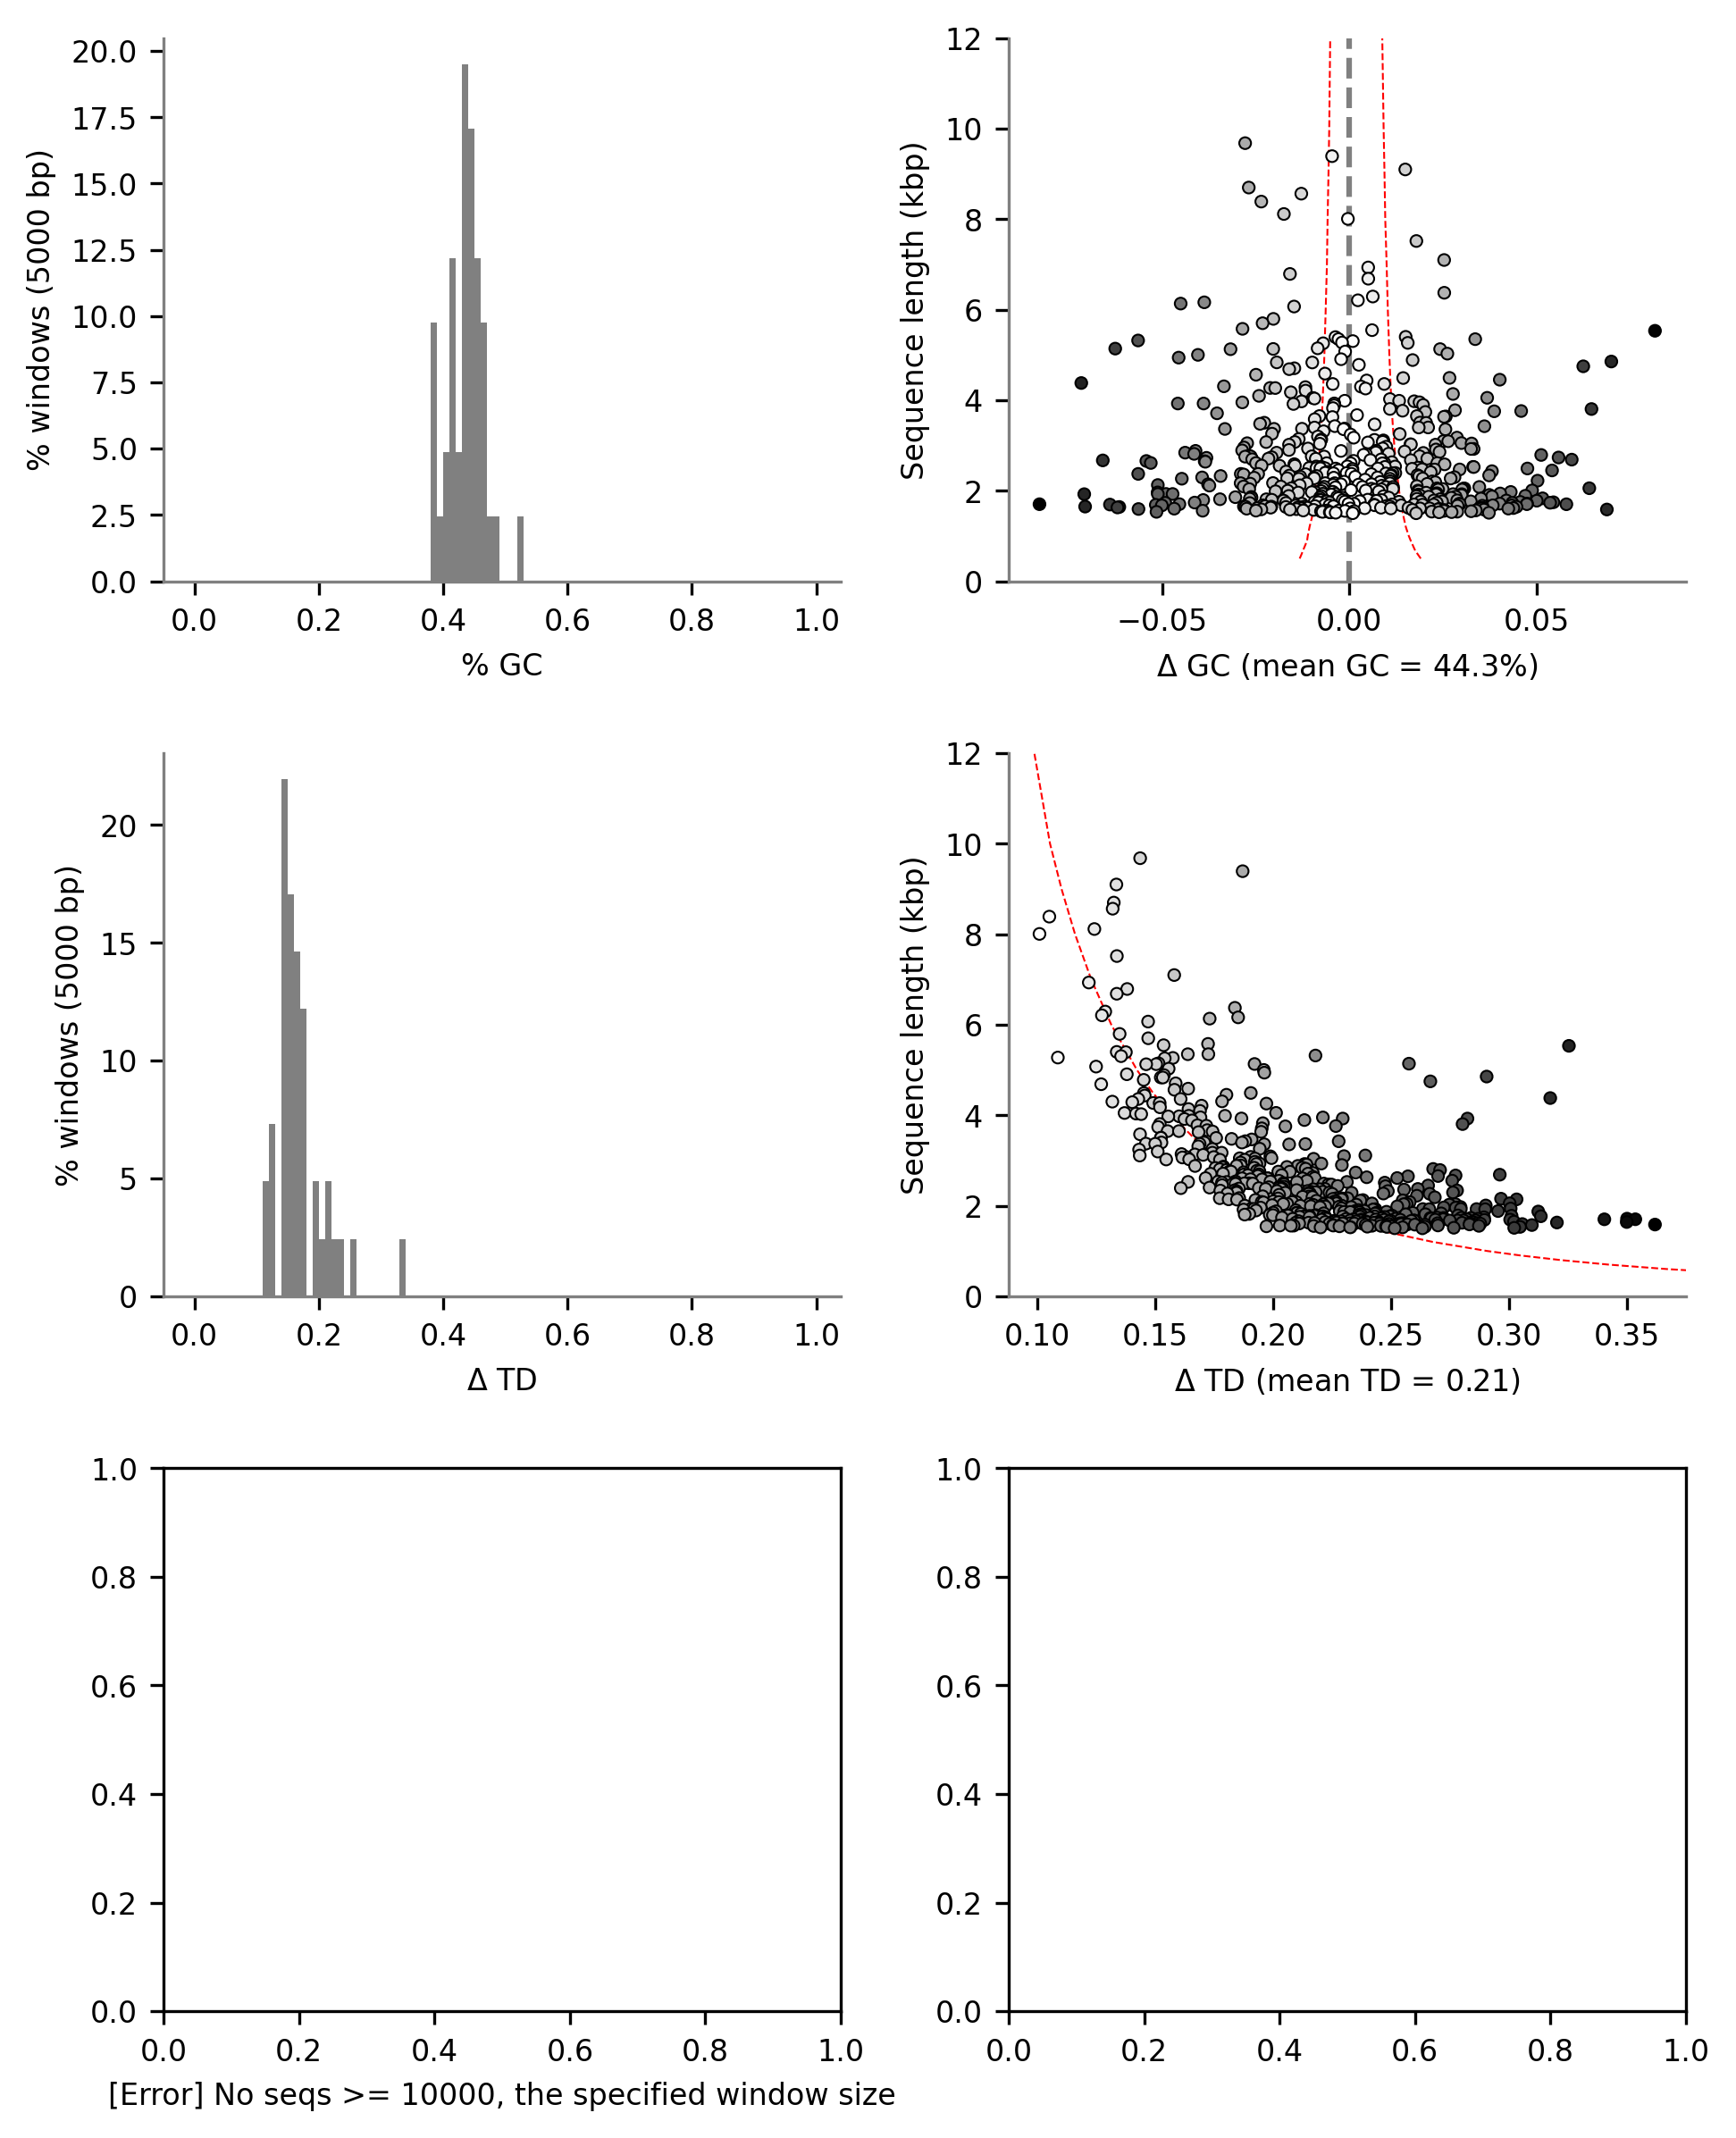 20.0
17.5
15.0
12.5
10.0
7.5
5.0
2.5
0.0
% windows (5000 bp)
0.0 0.2 0.4 0.6 0.8 1.0
% GC
12
10
8
6
4
2
0
Sequence length (kbp)
−0.05 0.00 0.05
Δ GC (mean GC = 44.3%)
20
15
10
5
0
% windows (5000 bp)
0.0 0.2 0.4 0.6 0.8 1.0
Δ TD
12
10
8
6
4
2
0
Sequence length (kbp)
0.10 0.15 0.20 0.25 0.30 0.35
Δ TD (mean TD = 0.21)
1.0
0.8
0.6
0.4
0.2
0.0
0.0 0.2 0.4 0.6 0.8 1.0
[Error] No seqs >= 10000, the specified window size
1.0
0.8
0.6
0.4
0.2
0.0
0.0 0.2 0.4 0.6 0.8 1.0